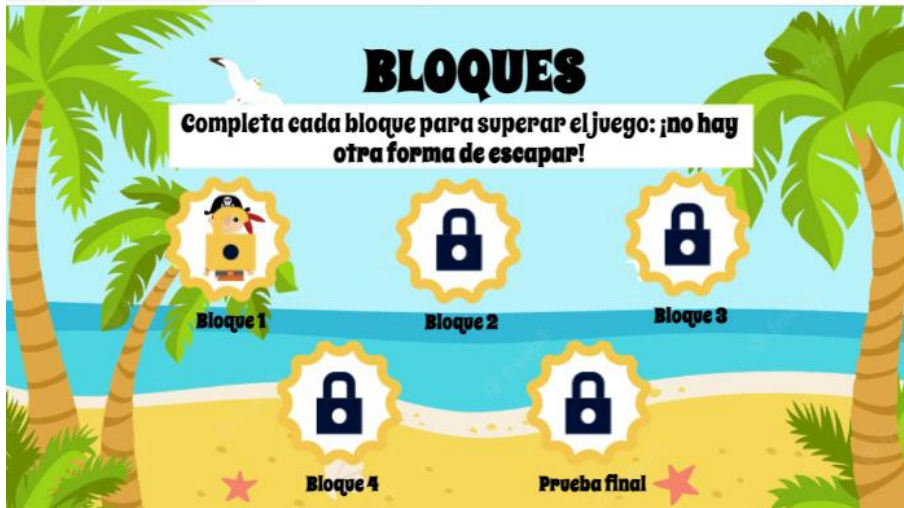 BLOQUES
Completa cada bloque para superar el juego: ¡no hay
otra forma de escapar!
Bloque 1
Bloque 2
Bloque 3
Bloque 4
Prueba final